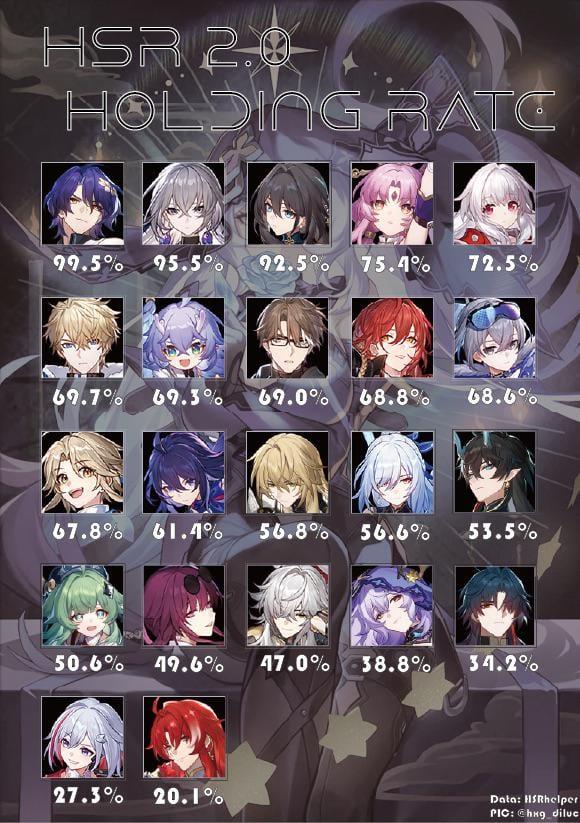 HSR 2.0
HOLDING RATE
99.5% 95.5% 92.5% 75.4% 72.5%
69.7% 69.3% 69.0% 68.8% 68.6%
67.8% 61.4% 56.8% 56.6% 53.5%
50.6% 49.6% 47.0% 38.8% 34.2%
27.3% 20.1%
Data: HSRhelper
PIC: @hxg_diluc